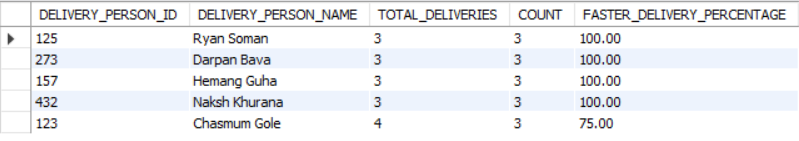 DELIVERY_PERSON_ID DELIVERY_PERSON_NAME TOTAL_DELIVERIES COUNT FASTER_DELIVERY_PERCENTAGE
125 Ryan Soman 3 3 100.00
273 Darpan Bava 3 3 100.00
157 Hemang Guha 3 3 100.00
432 Naksh Khurana 3 3 100.00
123 Chasmum Gole 4 3 75.00